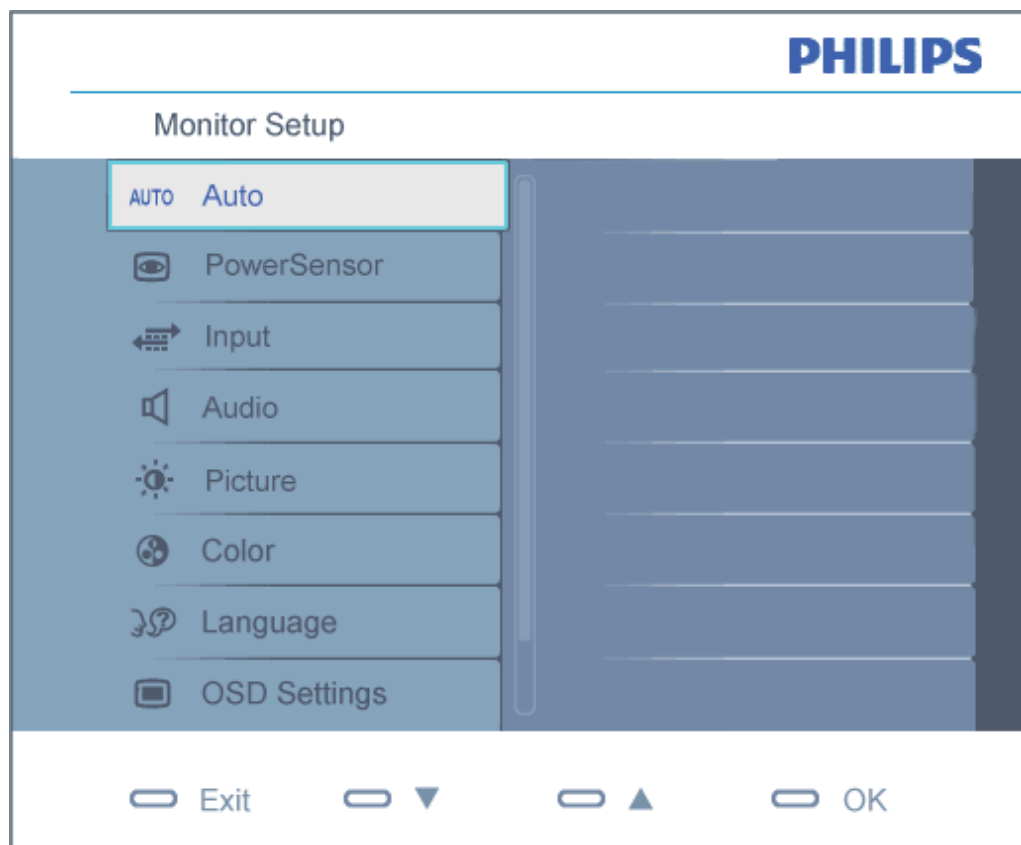 PHILIPS
Monitor Setup
AUTO Auto
PowerSensor
Input
Audio
Picture
Color
Language
OSD Settings
Exit ▼ ▲ OK